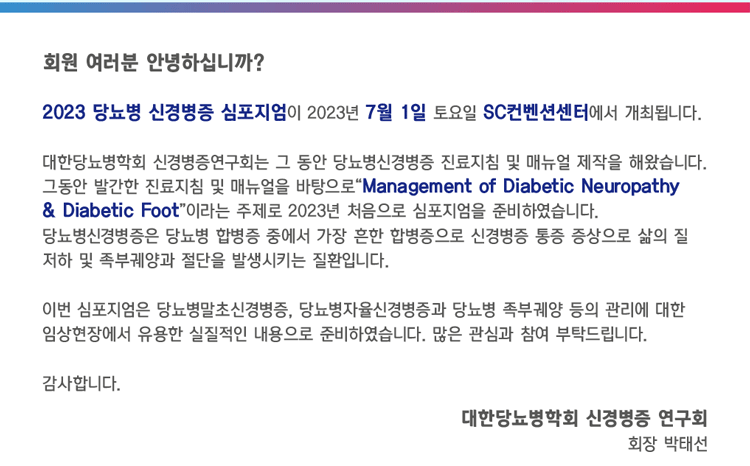 회원 여러분 안녕하십니까?
2023 당뇨병 신경병증 심포지엄이 2023년 7월 1일 토요일 SC컨벤션센터에서 개최됩니다.
대한당뇨병학회 신경병증연구회는 그 동안 당뇨병신경병증 진료지침 및 매뉴얼 제작을 해왔습니다.
그동안 발간한 진료지침 및 매뉴얼을 바탕으로“Management of Diabetic Neuropathy
& Diabetic Foot”이라는 주제로 2023년 처음으로 심포지엄을 준비하였습니다.
당뇨병신경병증은 당뇨병 합병증 중에서 가장 흔한 합병증으로 신경병증 통증 증상으로 삶의 질
저하 및 족부궤양과 절단을 발생시키는 질환입니다.
이번 심포지엄은 당뇨병말초신경병증, 당뇨병자율신경병증과 당뇨병 족부궤양 등의 관리에 대한
임상현장에서 유용한 실질적인 내용으로 준비하였습니다. 많은 관심과 참여 부탁드립니다.
감사합니다.
대한당뇨병학회 신경병증 연구회
회장 박태선